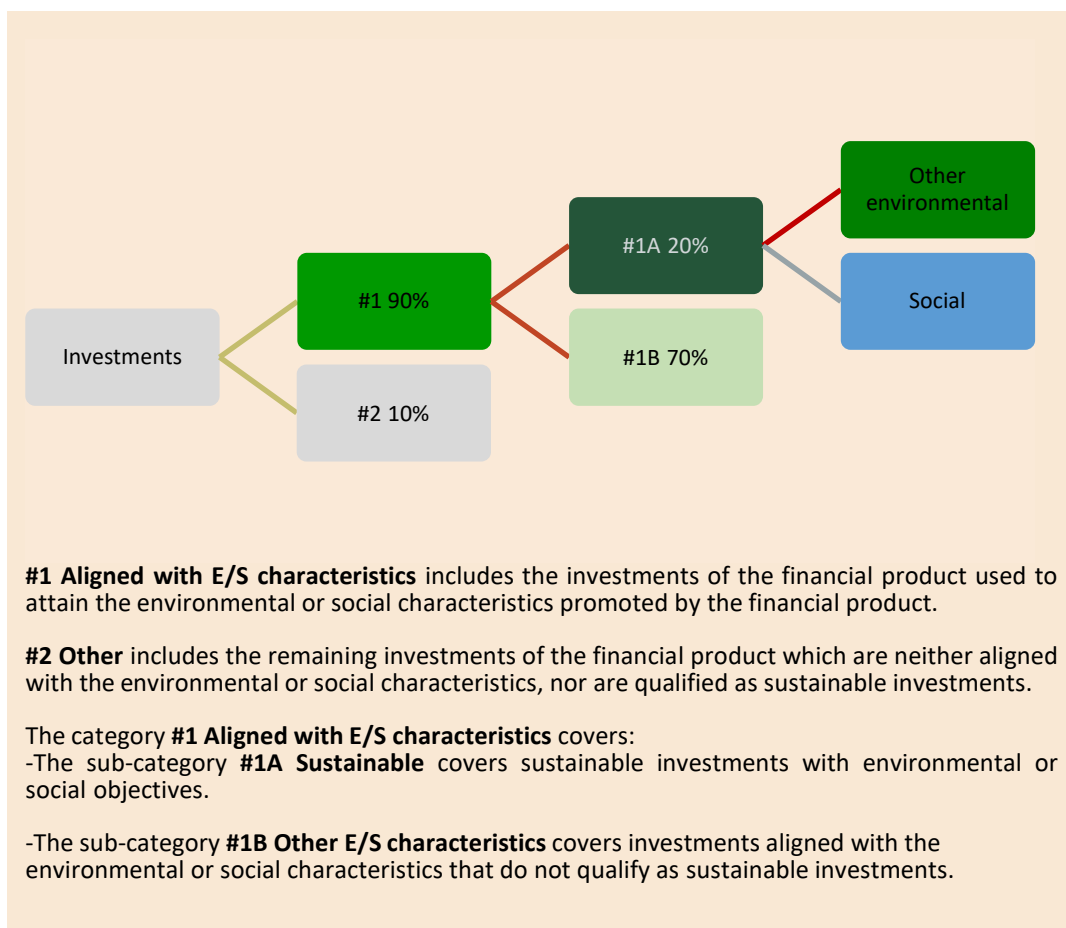 Other
environmental
#1A 20%
#1 90%
Social
Investments
#1B 70%
#2 10%
#1 Aligned with E/S characteristics includes the investments of the financial product used to
attain the environmental or social characteristics promoted by the financial product.
#2 Other includes the remaining investments of the financial product which are neither aligned
with the environmental or social characteristics, nor are qualified as sustainable investments.
The category #1 Aligned with E/S characteristics covers:
-The sub-category #1A Sustainable covers sustainable investments with environmental or
social objectives.
-The sub-category #1B Other E/S characteristics covers investments aligned with the
environmental or social characteristics that do not qualify as sustainable investments.